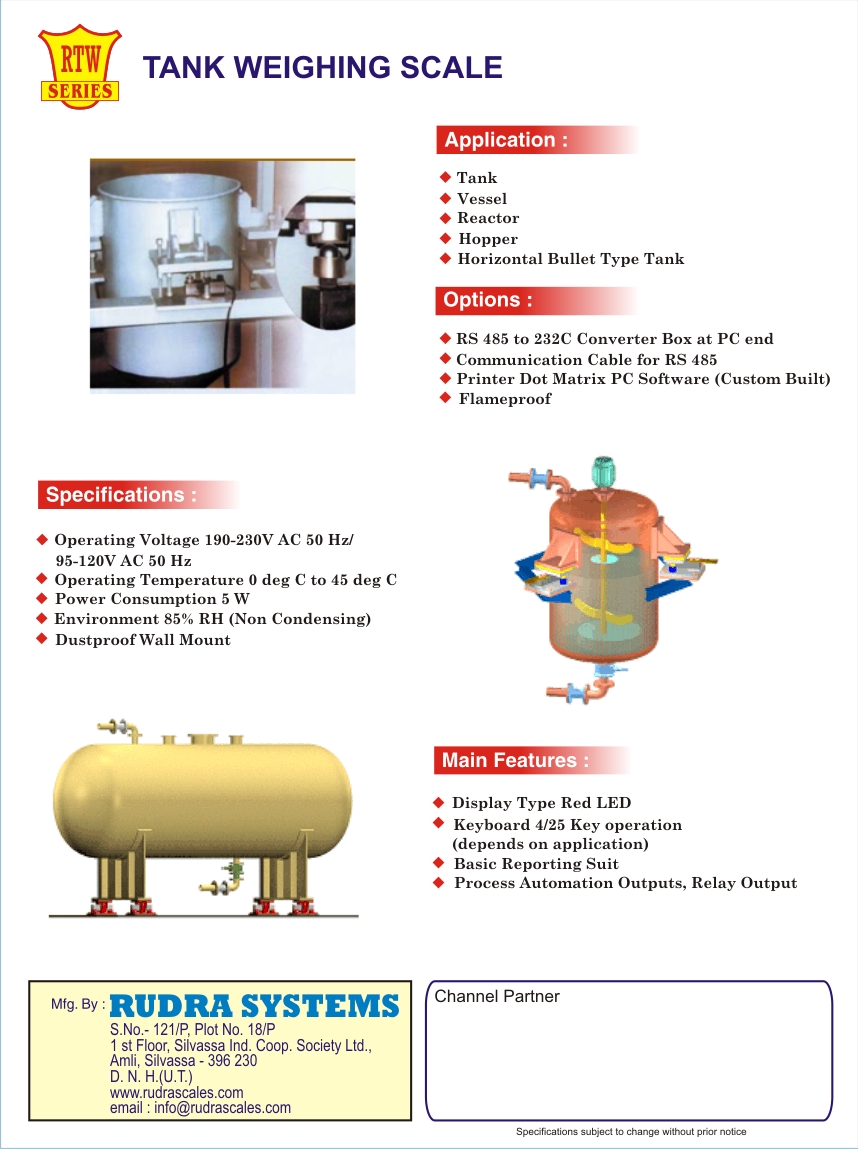 RTW
SERIES
TANK WEIGHING SCALE
Application :
Tank
Vessel
Reactor
Hopper
Horizontal Bullet Type Tank
Options :
RS 485 to 232C Converter Box at PC end
Communication Cable for RS 485
Printer Dot Matrix PC Software (Custom Built)
Flameproof
Specifications :
Operating Voltage 190-230V AC 50 Hz/
95-120V AC 50 Hz
Operating Temperature 0 deg C to 45 deg C
Power Consumption 5 W
Environment 85% RH (Non Condensing)
Dustproof Wall Mount
Main Features :
Display Type Red LED
Keyboard 4/25 Key operation
(depends on application)
Basic Reporting Suit
Process Automation Outputs, Relay Output
Mfg. By : RUDRA SYSTEMS
S.No.- 121/P, Plot No. 18/P
1 st Floor, Silvassa Ind. Coop. Society Ltd.,
Amli, Silvassa - 396 230
D. N. H.(U.T.)
www.rudrascales.com
email : info@rudrascales.com
Channel Partner
Specifications subject to change without prior notice